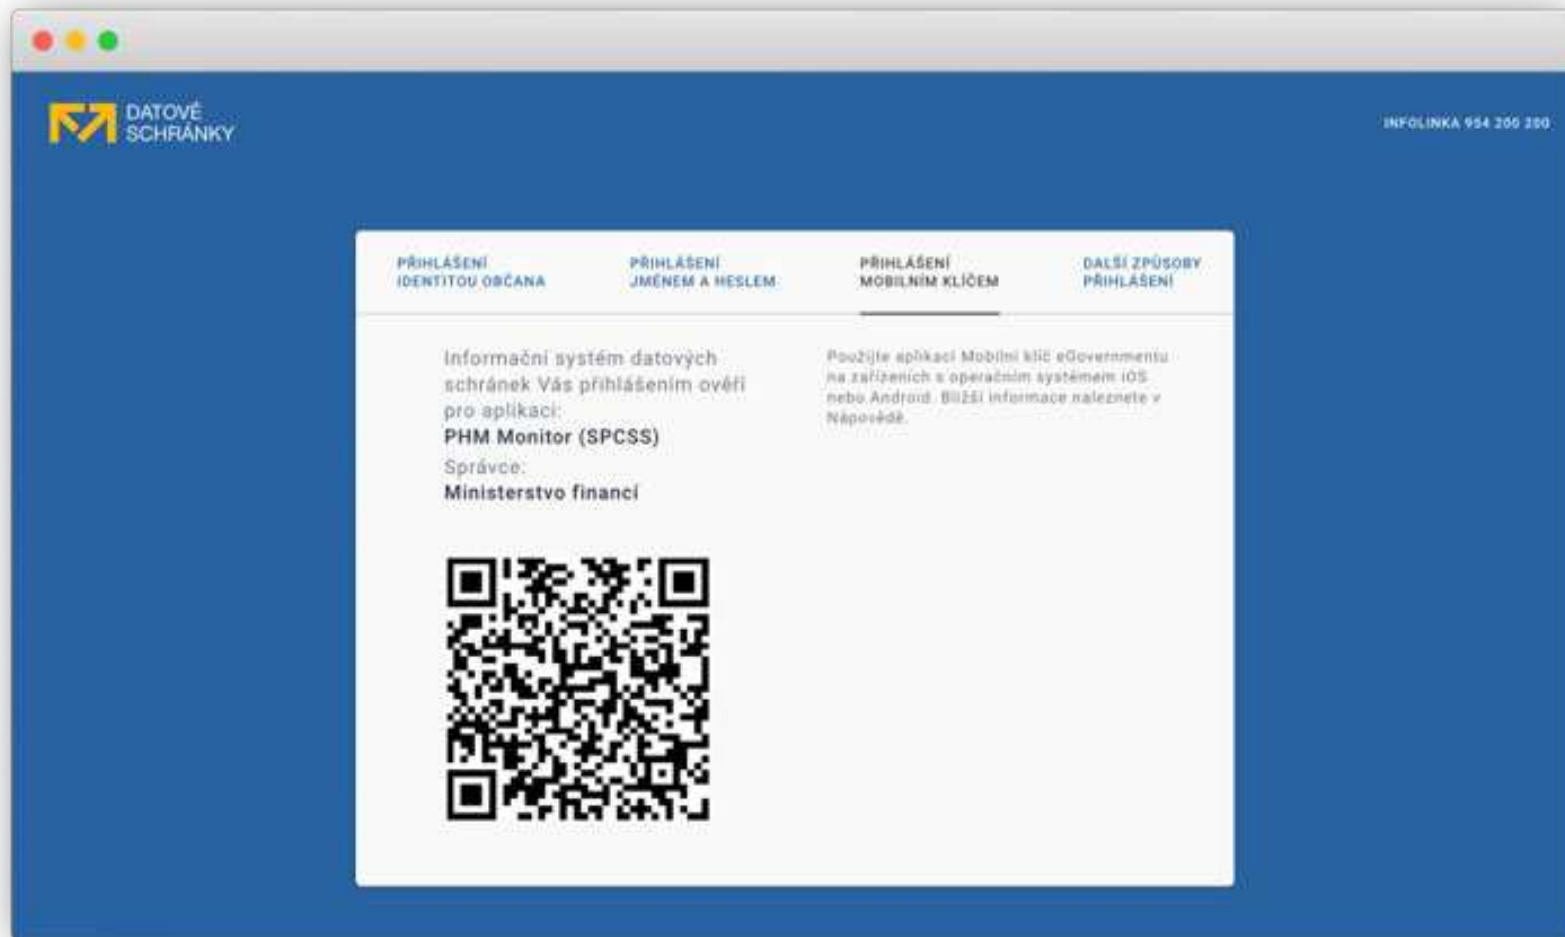 DATOVÉ
SCHRÁNKY
INFOLINKA 954 200 200
PŘIHLÁŠENÍ
IDENTITOU OBČANA
PŘIHLÁŠENÍ
JMÉNEM A HESLEM
PŘIHLÁŠENÍ
MOBILNÍM KLÍČEM
DALŠÍ ZPŮSOBY
PŘIHLÁŠENÍ
Informační systém datových
schránek Vás přihlášením ověří
pro aplikaci:
PHM Monitor (SPCSS)
Správce:
Ministerstvo financí
Použijte aplikaci Mobilní klíč eGovernmentu
na zařízeních s operačním systémem iOS
nebo Android. Bližší informace naleznete v
Nápovědě.